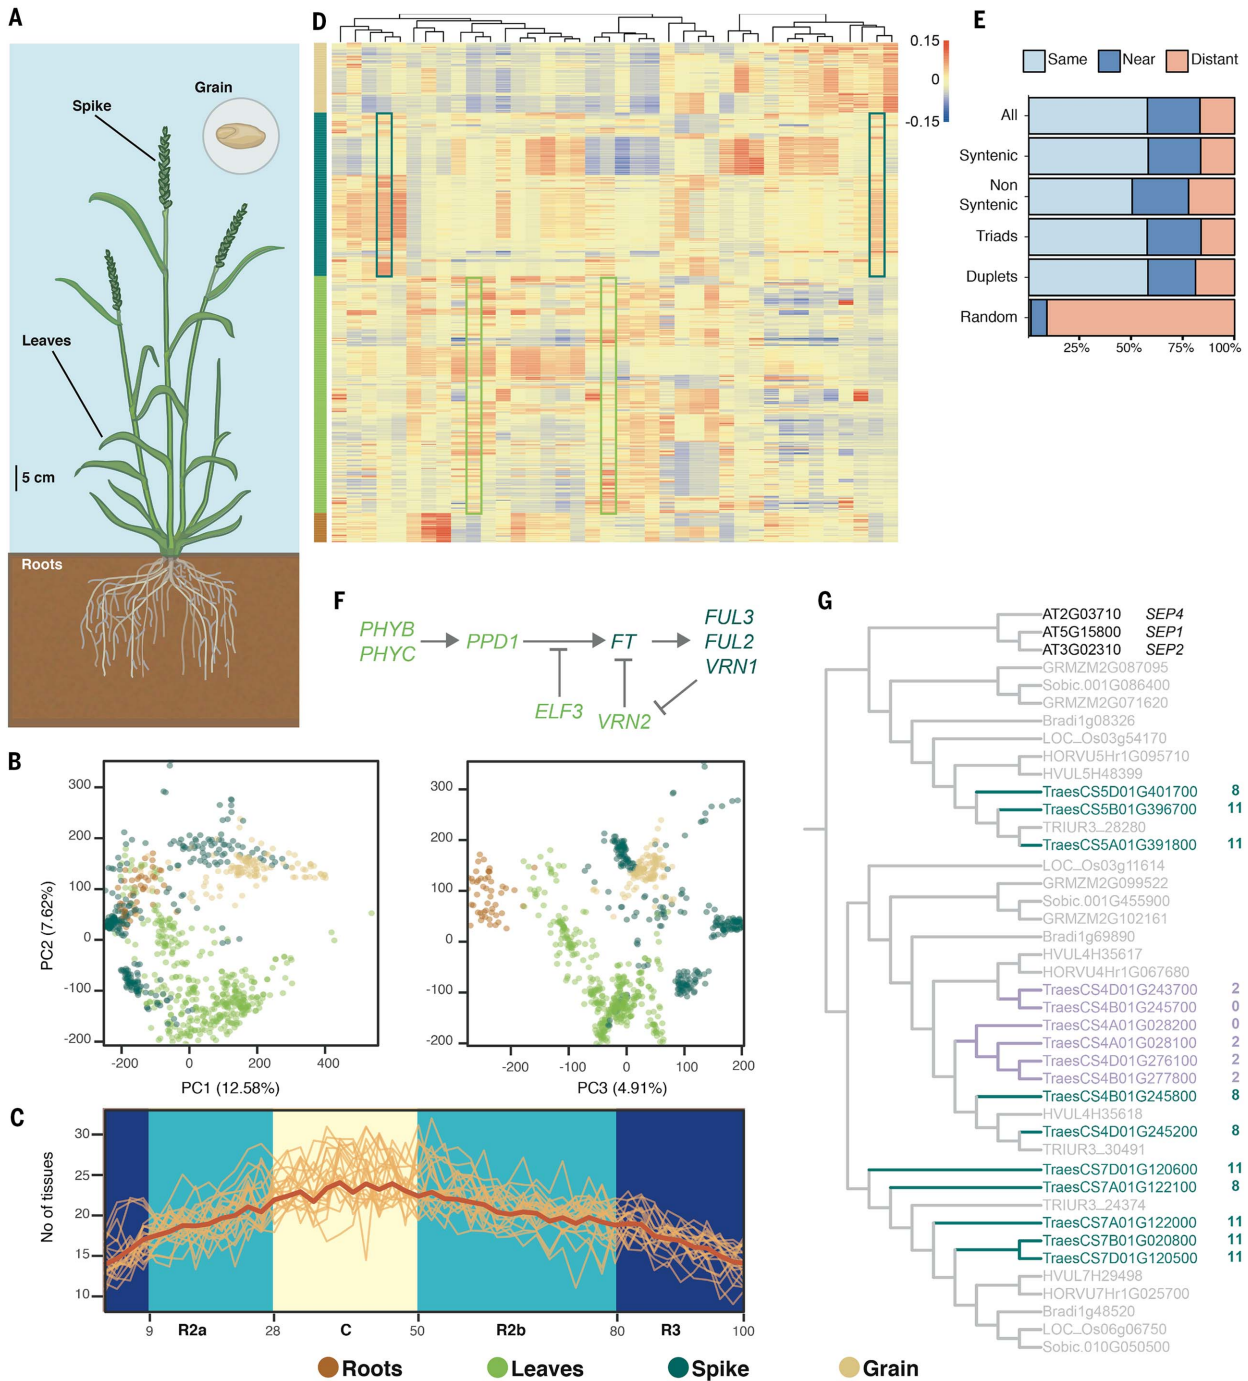 A
Grain
Spike
Leaves
5 cm
Roots
D
0.15
0
-0.15
E
Same
Near
Distant
All
Syntenic
Non
Syntenic
Triads
Duplets
Random
25%
50%
75%
100%
F
PHYB
PHYC
PPD1
FT
FUL3
FUL2
VRN1
ELF3
VRN2
G
AT2G03710 SEP4
AT5G15800 SEP1
AT3G02310 SEP2
GRMZM2G087095
Sobic.001G086400
GRMZM2G071620
Bradi1g08326
LOC_Os03g54170
HORVU5Hr1G095710
HVUL5H48399
TraesCS5D01G401700 8
TraesCS5B01G396700 11
TRIUR3_28280
TraesCS5A01G391800 11
LOC_Os03g11614
GRMZM2G099522
Sobic.001G455900
GRMZM2G102161
Bradi1g69890
HVUL4H35617
HORVU4Hr1G067680
TraesCS4D01G243700 2
TraesCS4B01G245700 0
TraesCS4A01G028200 0
TraesCS4A01G028100 2
TraesCS4D01G276100 2
TraesCS4B01G277800 2
TraesCS4B01G245800 8
HVUL4H35618
TraesCS4D01G245200 8
TRIUR3_30491
TraesCS7D01G120600 11
TraesCS7A01G122100 8
TRIUR3_24374
TraesCS7A01G122000 11
TraesCS7B01G020800 11
TraesCS7D01G120500 11
HVUL7H29498
HORVU7Hr1G025700
Bradi1g48520
LOC_Os06g06750
Sobic.010G050500
B
PC2 (7.62%)
300
200
100
0
-100
-200
-200
0
200
400
PC1 (12.58%)
300
200
100
0
-100
-200
-200
-100
0
100
200
PC3 (4.91%)
C
No of tissues
30
25
20
15
10
9
R2a
28
C
50
R2b
80
R3
100
Roots
Leaves
Spike
Grain